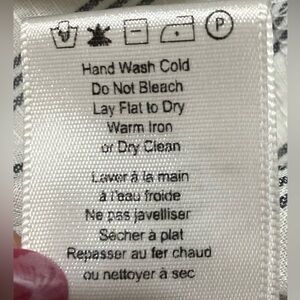 P
Hand Wash Cold
Do Not Bleach
Lay Flat to Dry
Warm Iron
or Dry Clean
Laver à la main
à l'eau froide
Ne pas javelliser
Sècher à plat
Repasser au fer chaud
ou nettoyer à sec